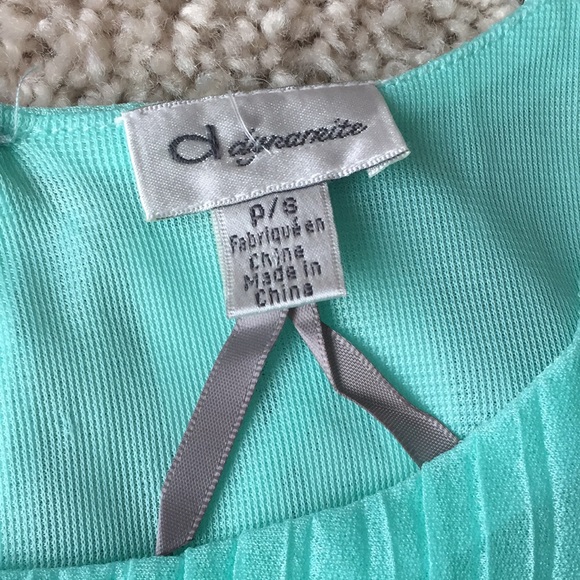 d dynamite
P/S
Fabriqué en
Chine
Made in
China